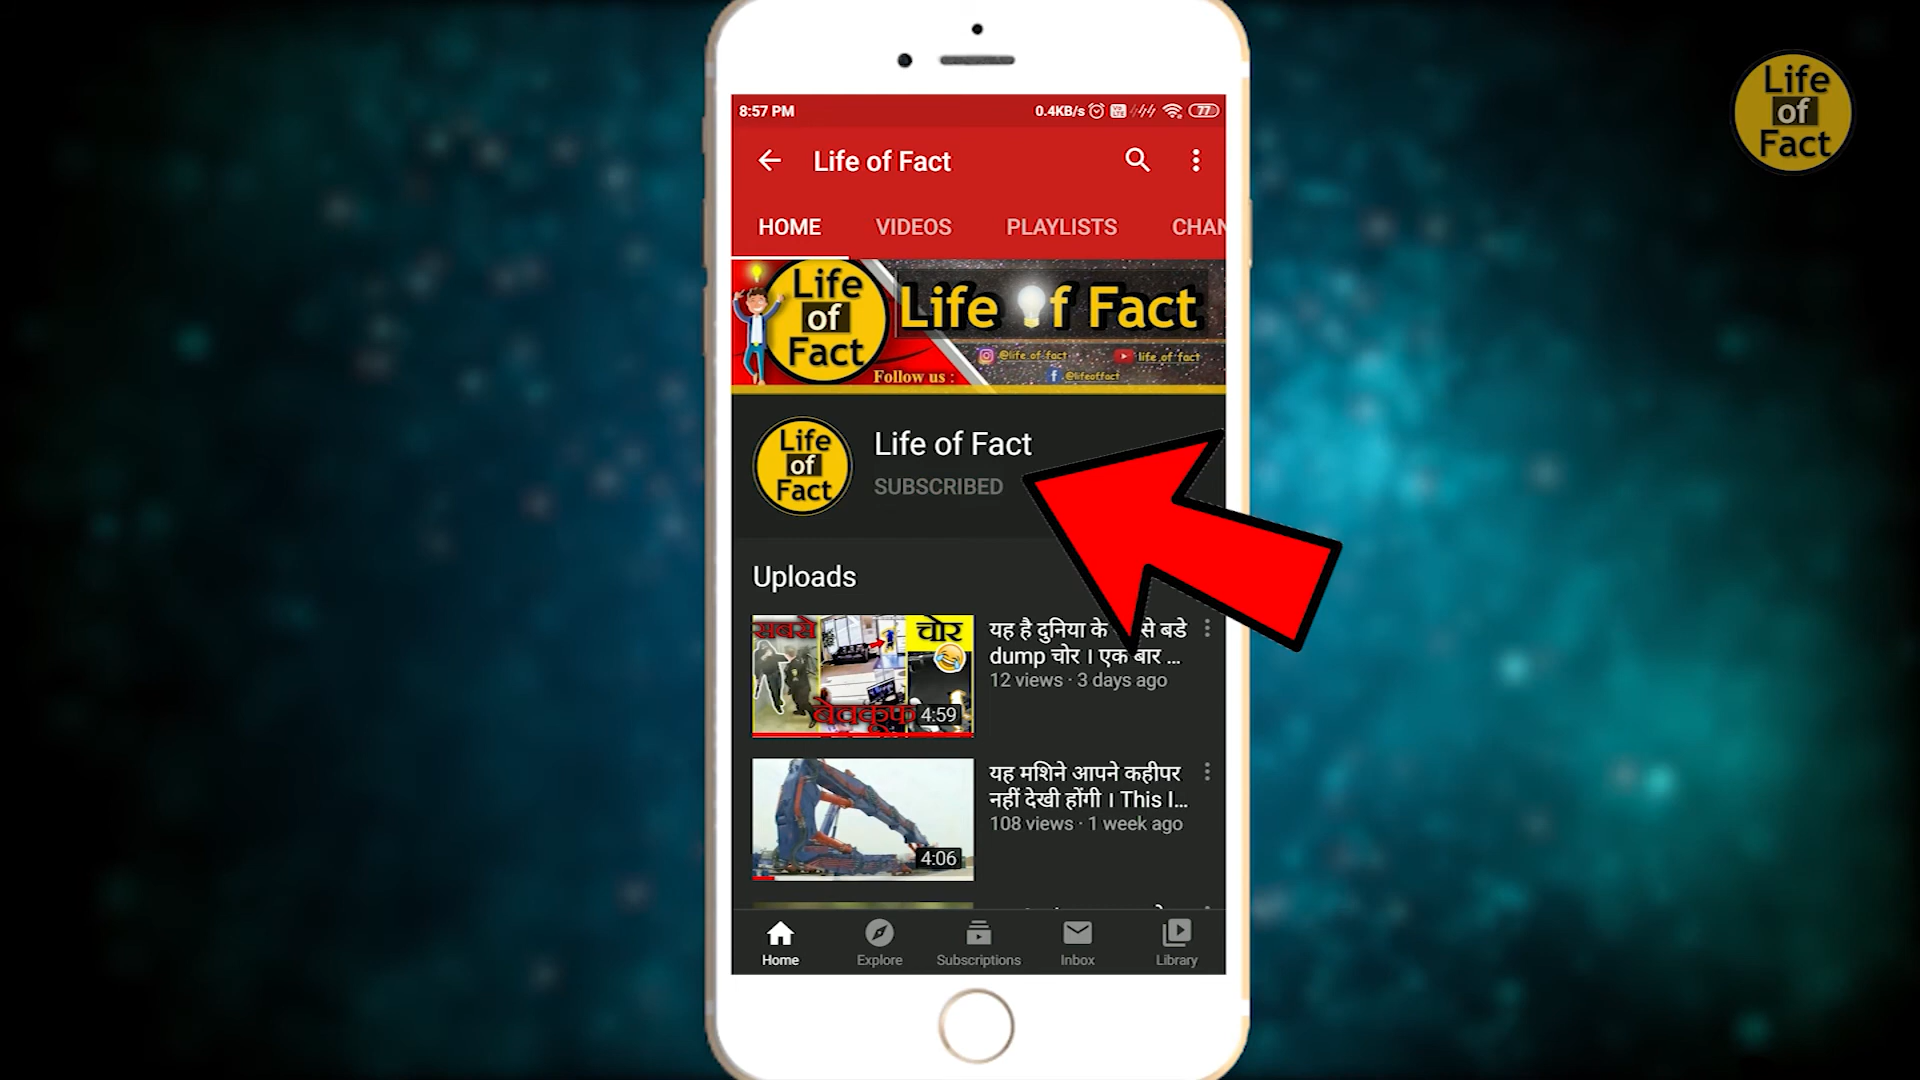 Life
of
Fact
8:57 PM
0.4KB/s
77
Life of Fact
HOME VIDEOS PLAYLISTS CHAN
Life
of
Fact
Life f Fact
@life of fact
life of fact
Follow us :
@lifeoffact
Life
of
Fact
Life of Fact
SUBSCRIBED
Uploads
सबसे
चोर
बेवकूफ
4:59
यह है दुनिया के से बडे
dump चोर । एक बार ...
12 views · 3 days ago
4:06
यह मशिने आपने कहीपर
नहीं देखी होंगी । This I...
108 views · 1 week ago
Home Explore Subscriptions Inbox Library